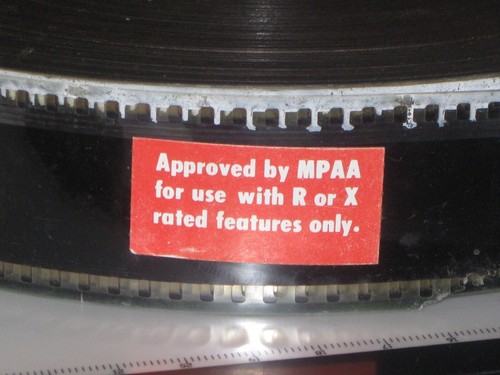 Approved by MPAA
for use with R or X
rated features only.